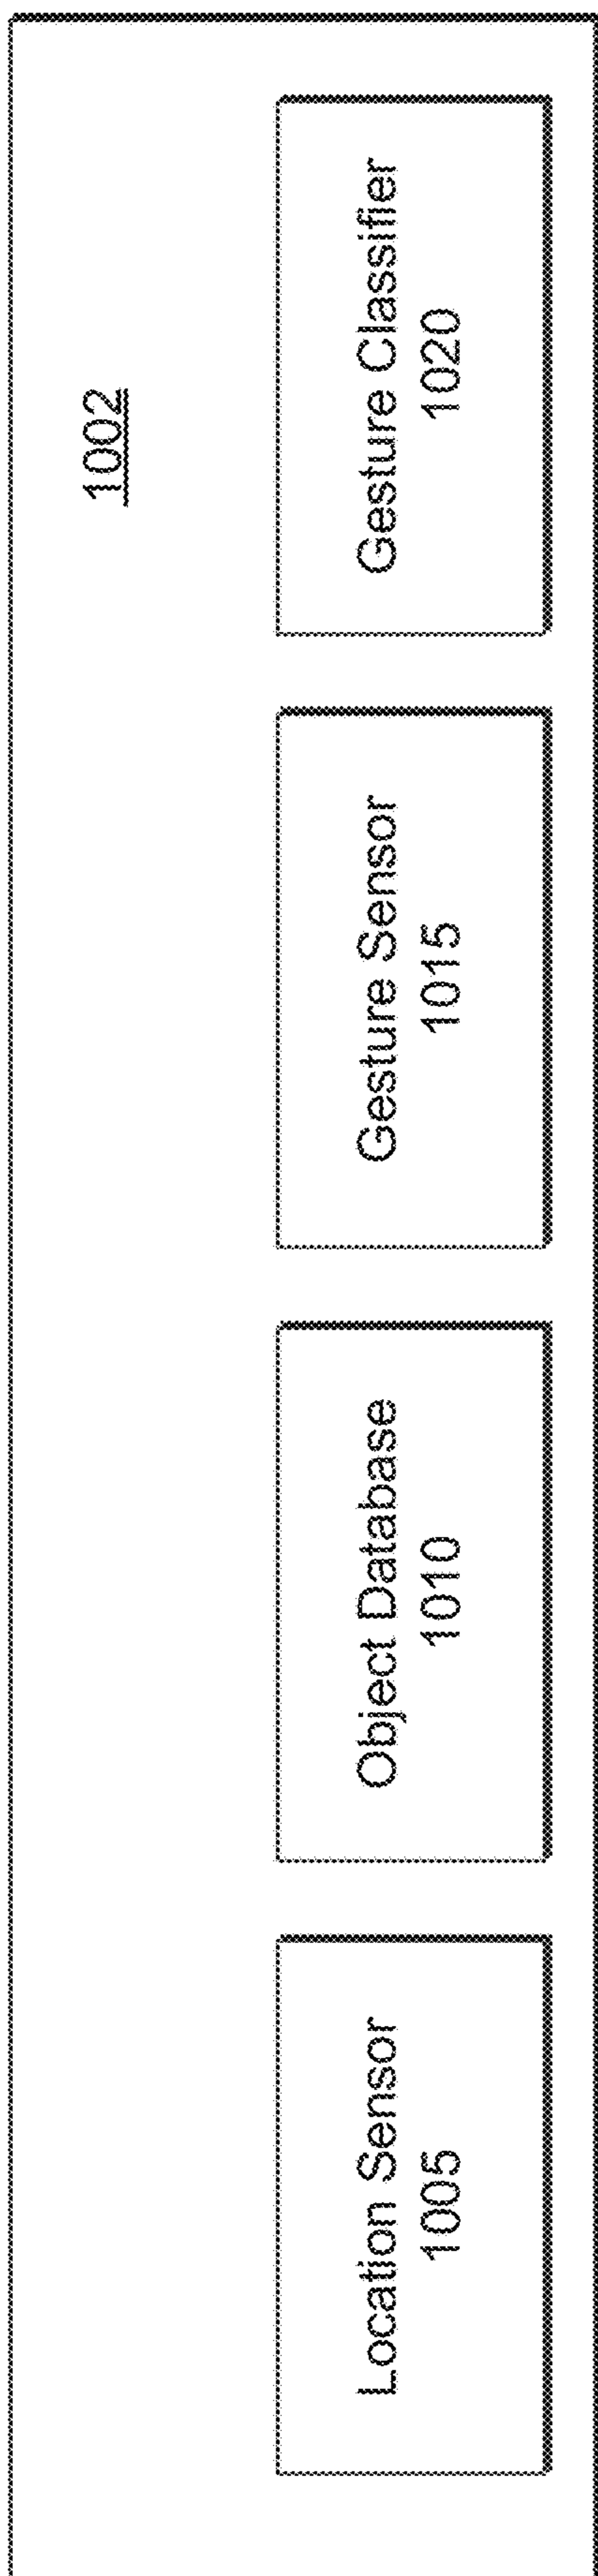 1002
Location Sensor
1005
Object Database
1010
Gesture Sensor
1015
Gesture Classifier
1020